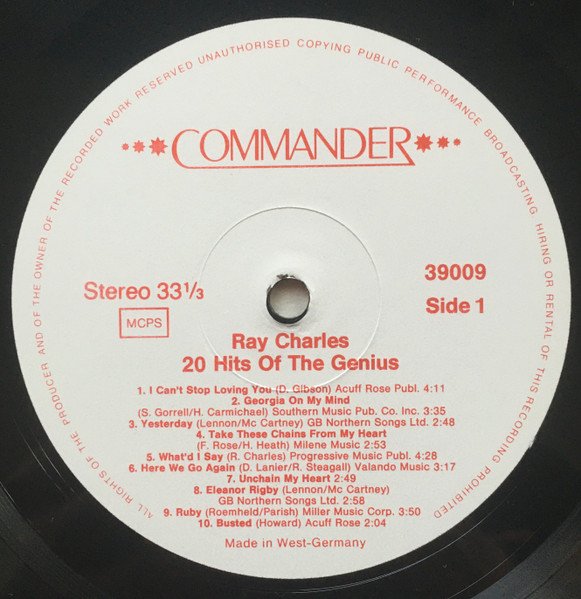 ALL RIGHTS OF THE PRODUCER AND OF THE OWNER OF THE RECORDED WORK RESERVED UNAUTHORISED COPYING PUBLIC PERFORMANCE BROADCASTING, HIRING OR RENTAL OF THIS RECORDING PROHIBITED
COMMANDER
Stereo 33 1/3
MCPS
39009
Side 1
Ray Charles
20 Hits Of The Genius
1. I Can't Stop Loving You (D. Gibson) Acuff Rose Publ. 4:11
2. Georgia On My Mind
(S. Gorrell/H. Carmichael) Southern Music Pub. Co. Inc. 3:35
3. Yesterday (Lennon/Mc Cartney) GB Northern Songs Ltd. 2:48
4. Take These Chains From My Heart
(F. Rose/H. Heath) Milene Music 2:53
5. What'd I Say (R. Charles) Progressive Music Publ. 4:28
6. Here We Go Again (D. Lanier/R. Steagall) Valando Music 3:17
7. Unchain My Heart 2:49
8. Eleanor Rigby (Lennon/Mc Cartney)
GB Northern Songs Ltd. 2:58
9. Ruby (Roemheld/Parish) Miller Music Corp. 3:50
10. Busted (Howard) Acuff Rose 2:04
Made in West-Germany